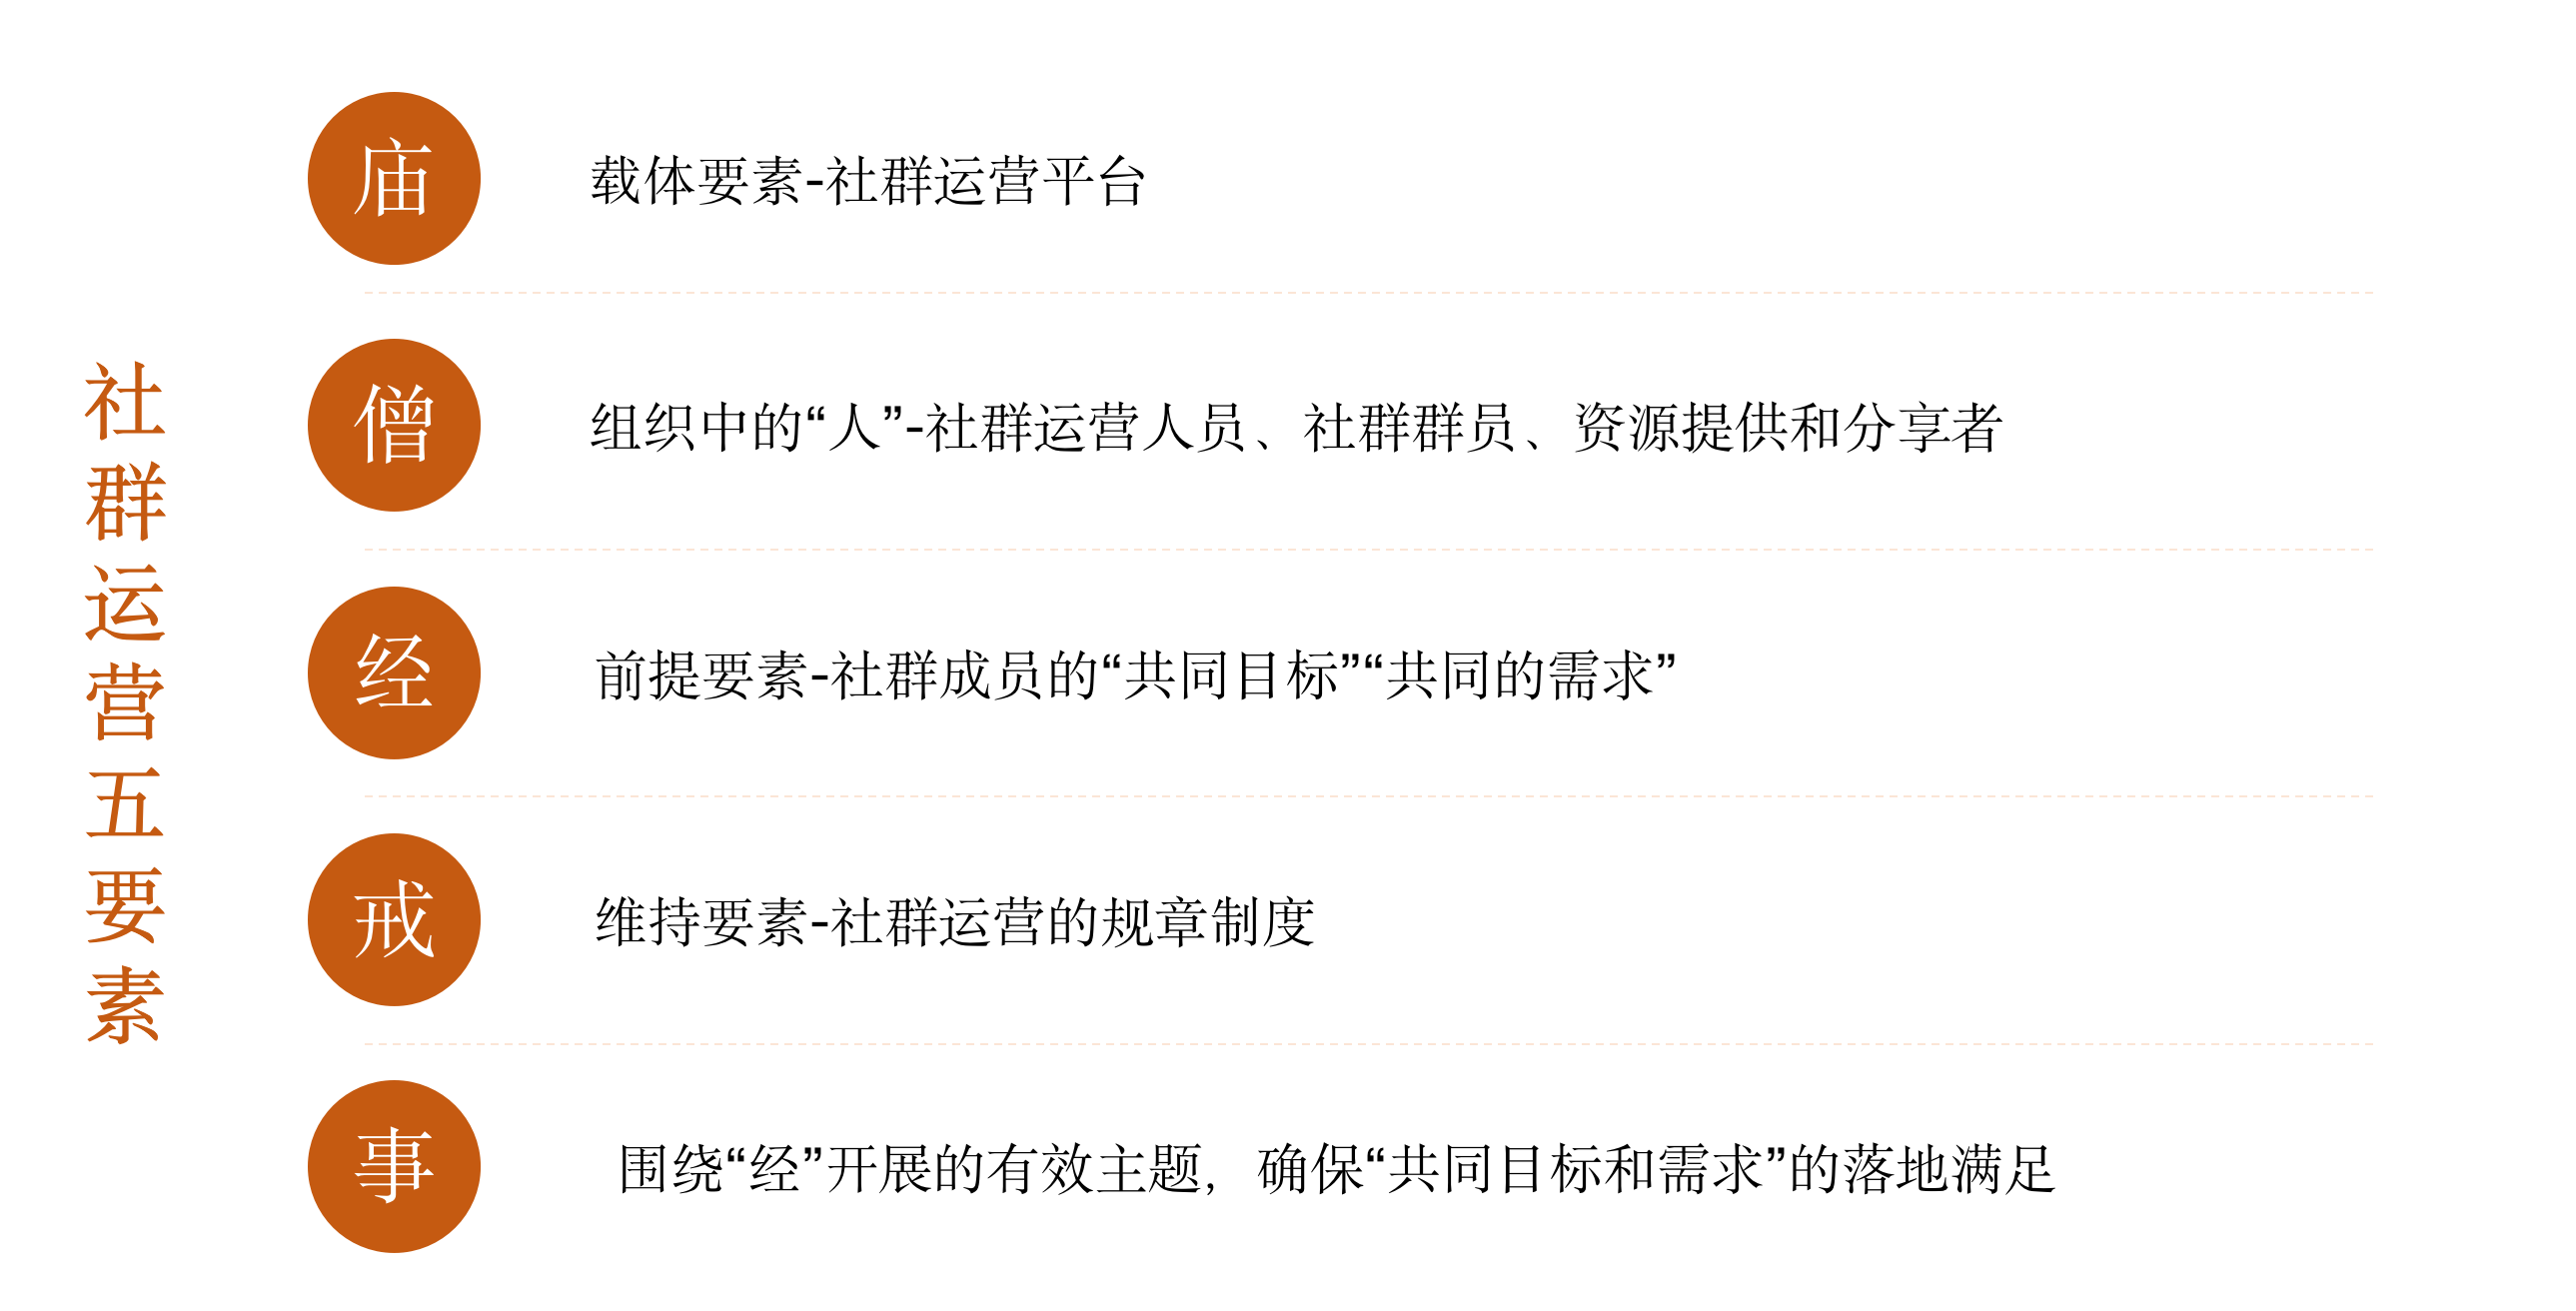 社群运营五要素
庙
载体要素-社群运营平台
僧
组织中的“人”-社群运营人员、社群群员、资源提供和分享者
经
前提要素-社群成员的“共同目标”“共同的需求”
戒
维持要素-社群运营的规章制度
事
围绕“经”开展的有效主题，确保“共同目标和需求”的落地满足